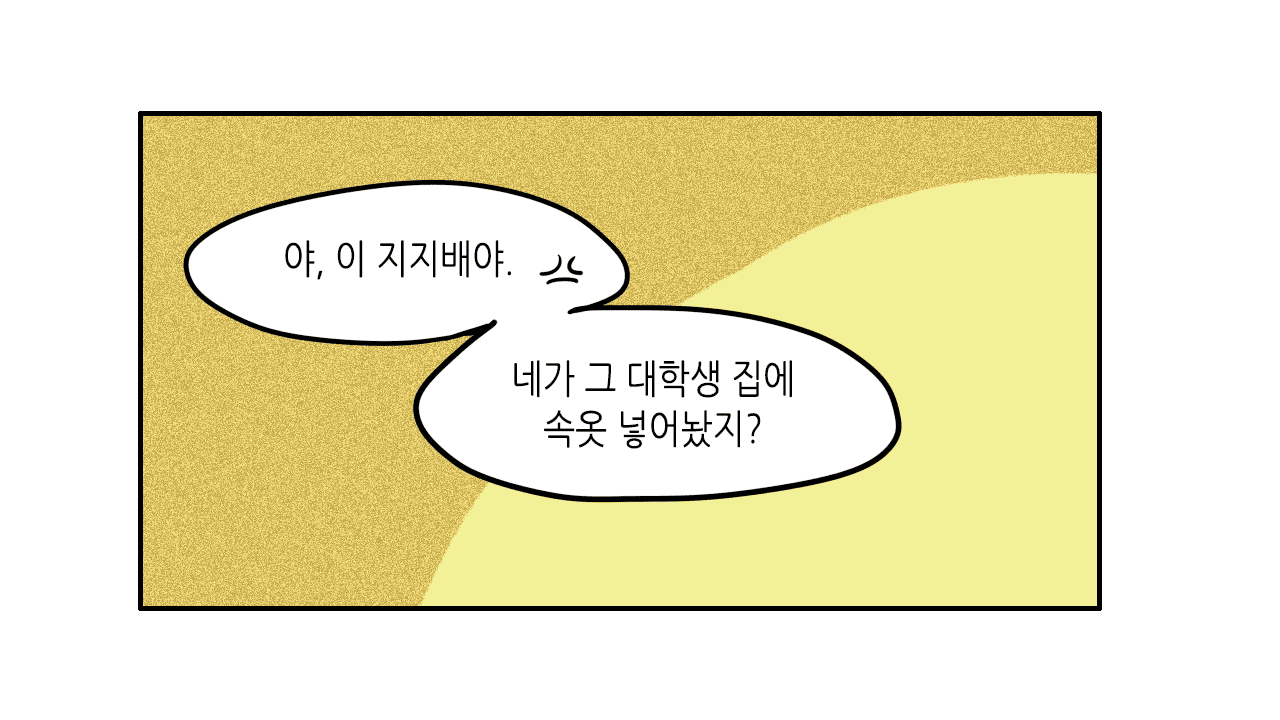 야, 이 지지배야.
네가 그 대학생 집에
속옷 넣어놨지?